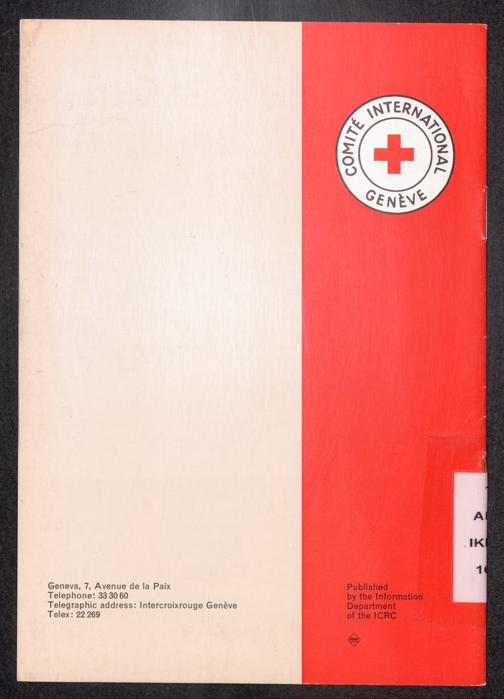 COMITÉ INTERNATIONAL
GENÈVE
Geneva, 7, Avenue de la Paix
Telephone: 33 30 60
Telegraphic address: Intercroixrouge Genève
Telex: 22 269
Published
by the Information
Department
of the ICRC